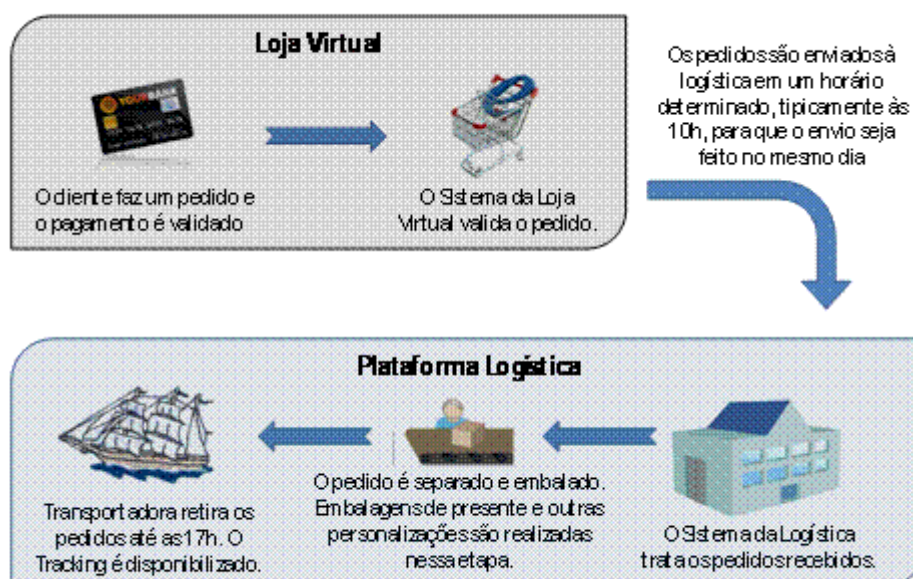 Loja Virtual
YOUR BANK
O cliente faz um pedido e
o pagamento é validado
O Sistema da Loja
Virtual valida o pedido.
Os pedidos são enviados à
logística em um horário
determinado, tipicamente às
10h, para que o envio seja
feito no mesmo dia
Plataforma Logística
Transportadora retira os
pedidos até as 17h. O
Tracking é disponibilizado.
O pedido é separado e embalado.
Embalagens de presente e outras
personalizações são realizadas
nessa etapa.
O Sistema da Logística
trata os pedidos recebidos.